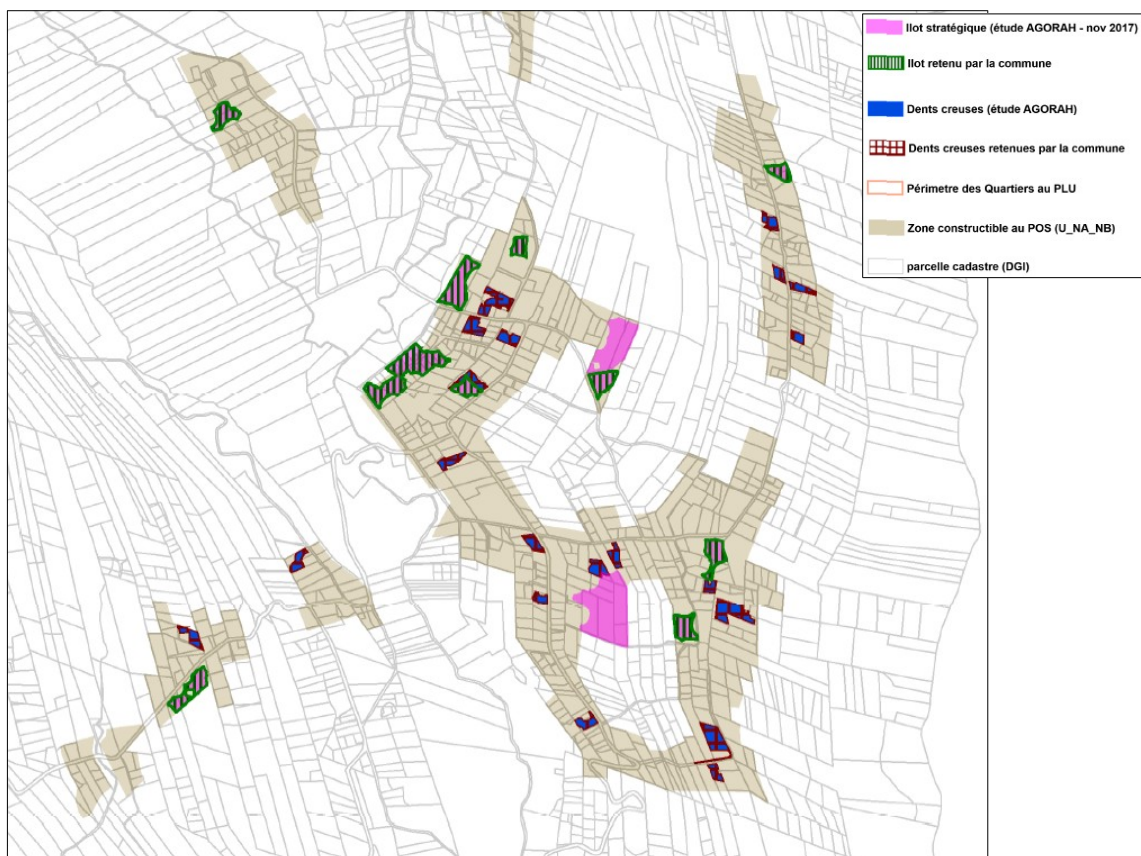 Ilot stratégique (étude AGORAH - nov 2017)
Ilot retenu par la commune
Dents creuses (étude AGORAH)
Dents creuses retenues par la commune
Périmetre des Quartiers au PLU
Zone constructible au POS (U_NA_NB)
parcelle cadastre (DGI)